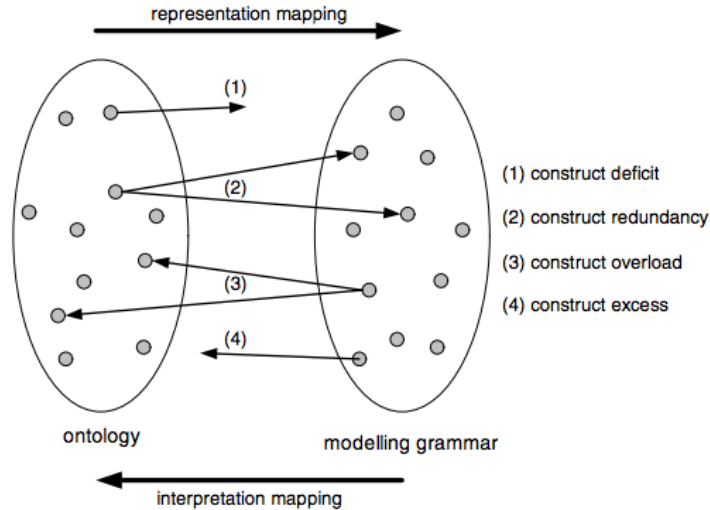 representation mapping
(1)
(2)
(3)
(4)
(1) construct deficit
(2) construct redundancy
(3) construct overload
(4) construct excess
ontology
modelling grammar
interpretation mapping